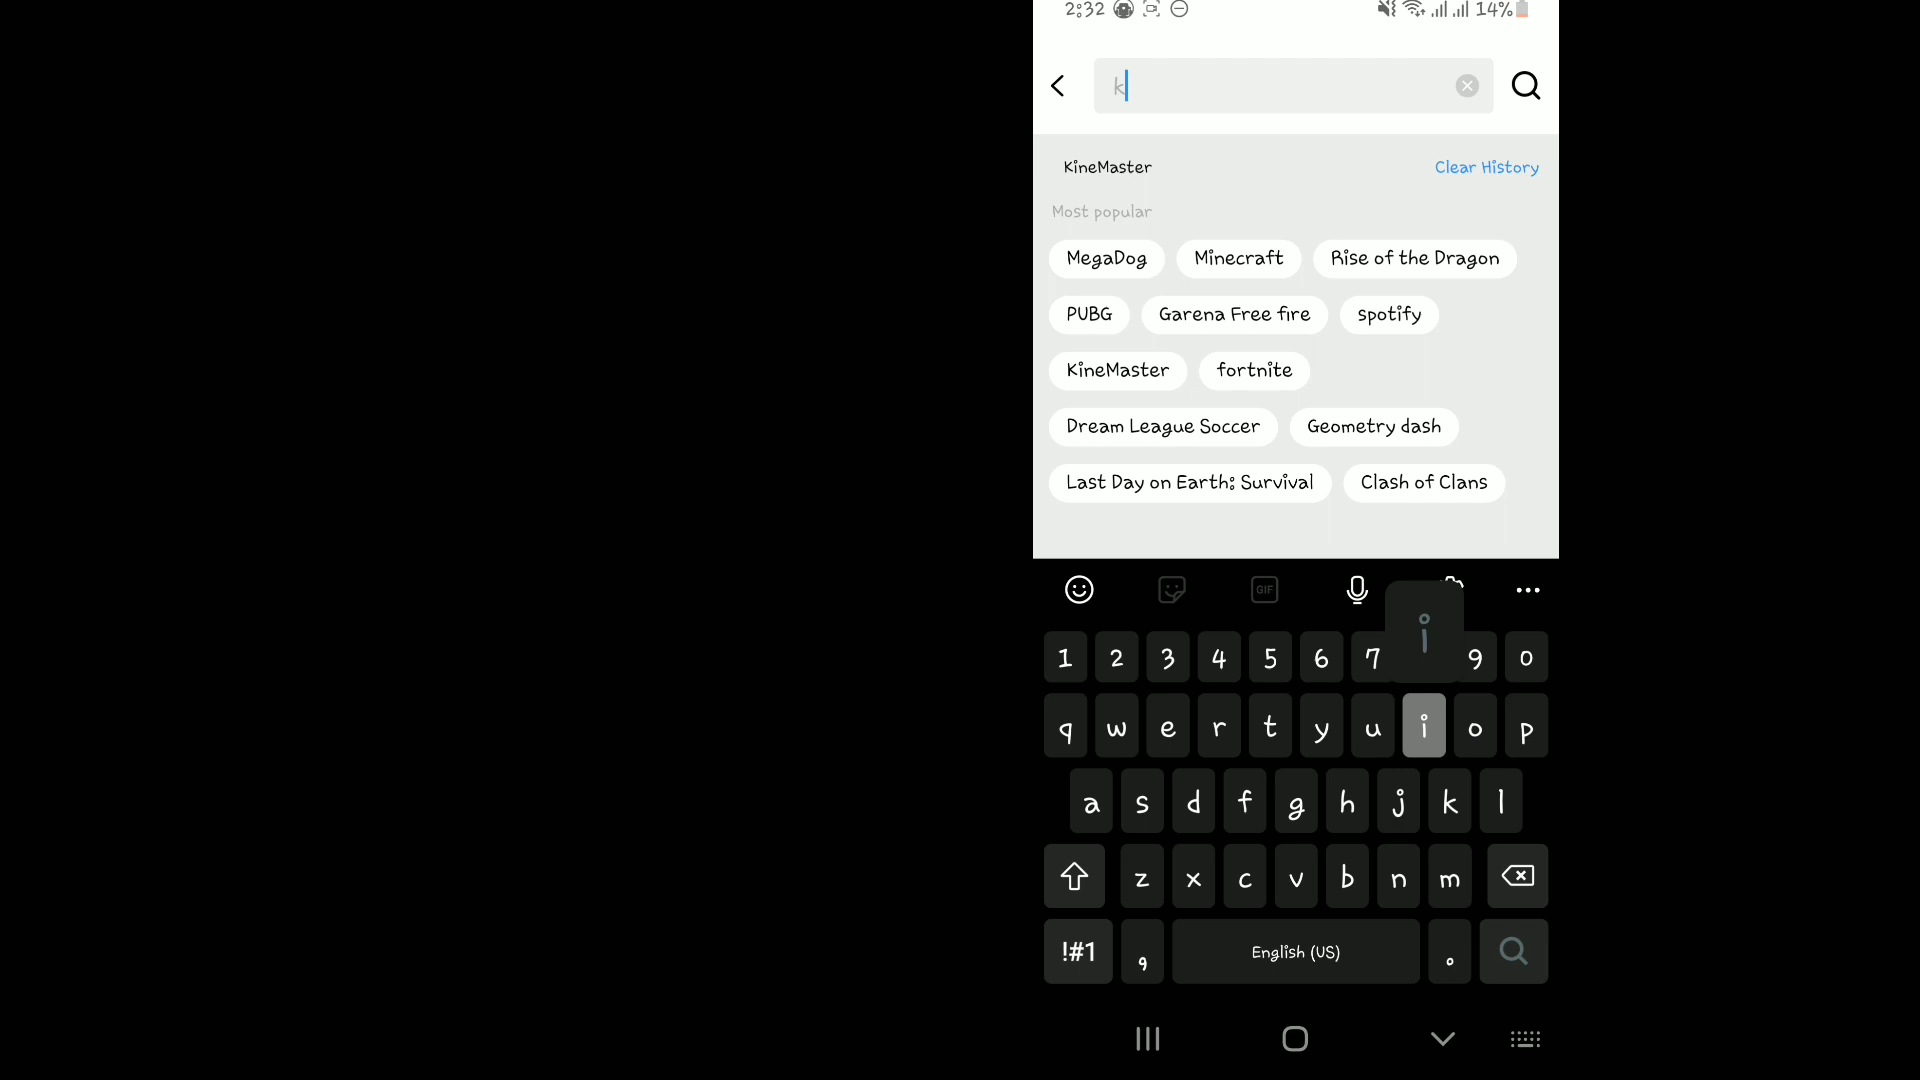 2:32 14%
k
KineMaster Clear History
Most popular
MegaDog Minecraft Rise of the Dragon
PUBG Garena Free fire spotify
KineMaster fortnite
Dream League Soccer Geometry dash
Last Day on Earth: Survival Clash of Clans
GIF
i
1 2 3 4 5 6 7 9 0
q w e r t y u i o p
a s d f g h j k l
z x c v b n m
!#1 , English (US) .